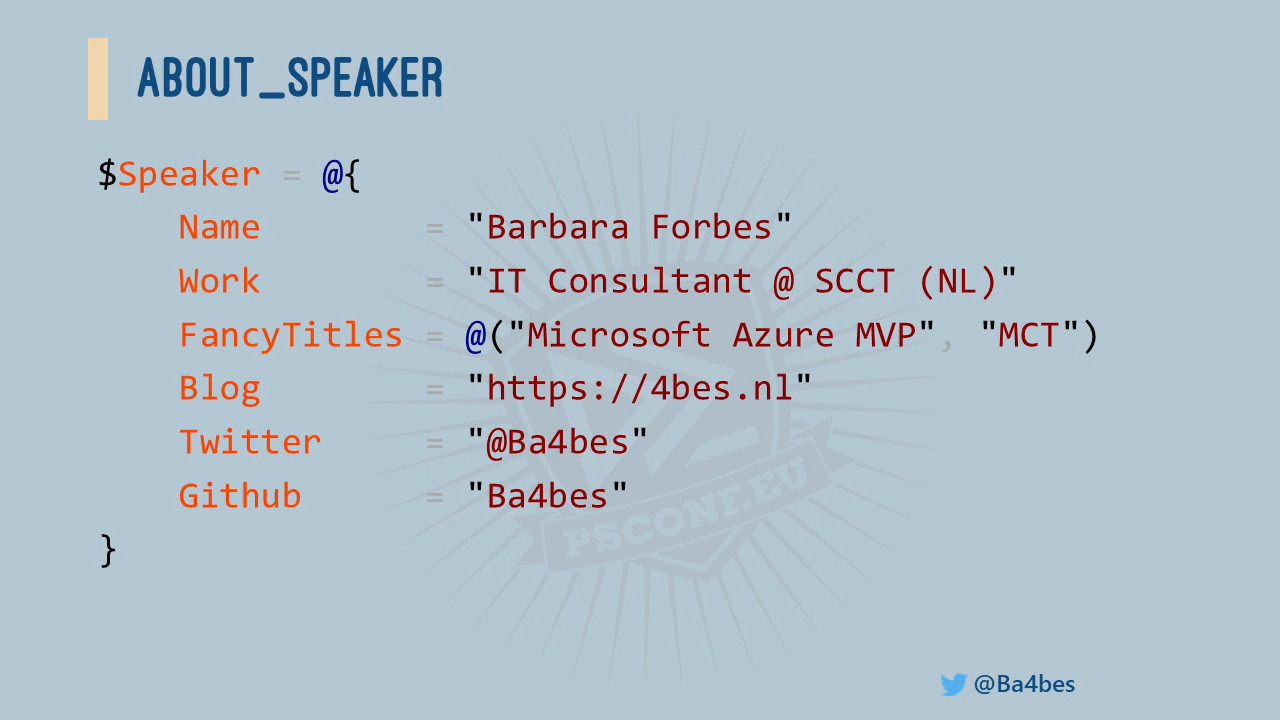 ABOUT_SPEAKER
$Speaker = @{
    Name        = "Barbara Forbes"
    Work        = "IT Consultant @ SCCT (NL)"
    FancyTitles = @("Microsoft Azure MVP", "MCT")
    Blog        = "https://4bes.nl"
    Twitter     = "@Ba4bes"
    Github      = "Ba4bes"
}
PSCONF.EU
@Ba4bes